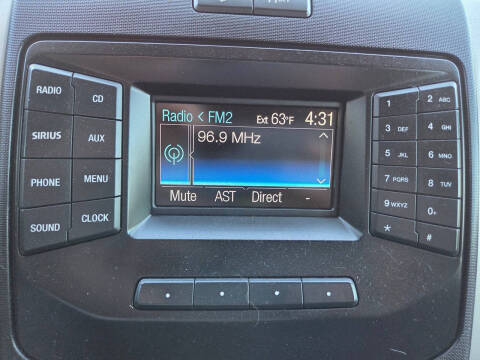 RADIO
CD
SIRIUS
AUX
PHONE
MENU
SOUND
CLOCK
Radio < FM2 Ext 63°F 4:31
96.9 MHz
Mute AST Direct -
1
2 ABC
3 DEF
4 GHI
5 JKL
6 MNO
7 PQRS
8 TUV
9 WXYZ
0+
*
#